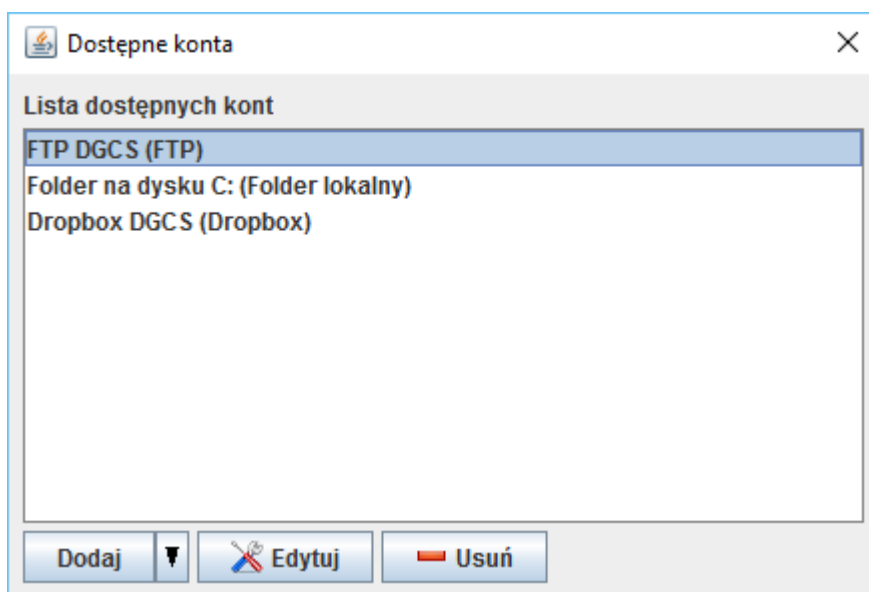 Dostępne konta
Lista dostępnych kont
FTP DGCS (FTP)
Folder na dysku C: (Folder lokalny)
Dropbox DGCS (Dropbox)
Dodaj Edytuj Usuń